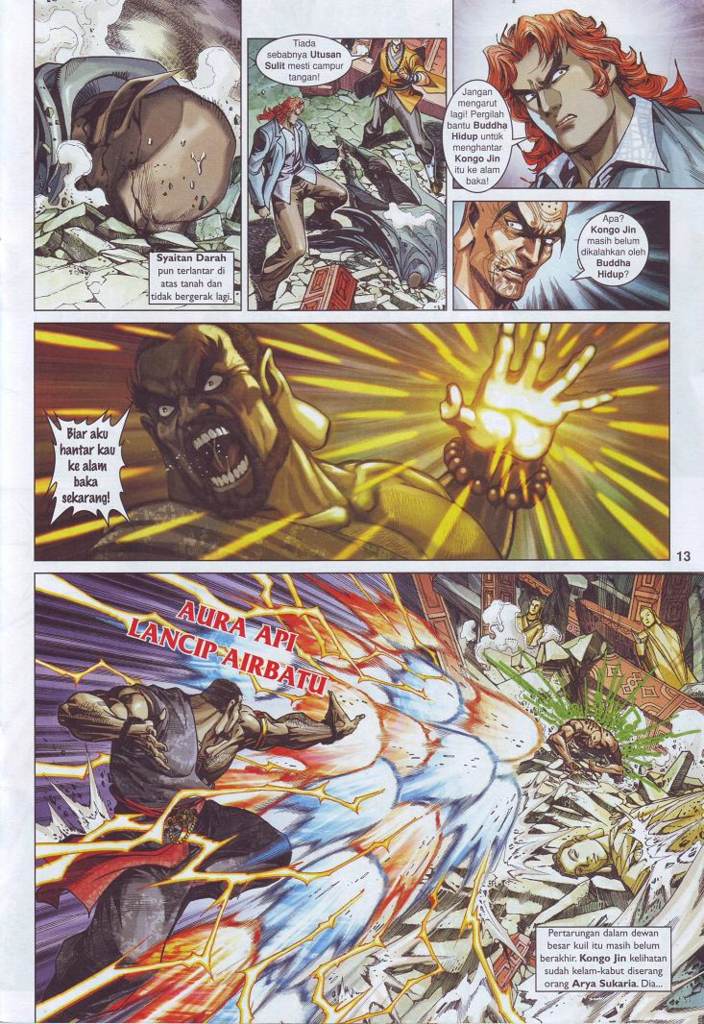 Syaitan Darah
pun terlantar di
atas tanah dan
tidak bergerak lagi.
Tiada
sebabnya Utusan
Sulit mesti campur
tangan!
Jangan
mengarut
lagi! Pergilah
bantu Buddha
Hidup untuk
menghantar
Kongo Jin
itu ke alam
baka!
Apa?
Kongo Jin
masih belum
dikalahkan oleh
Buddha
Hidup?
Biar aku
hantar kau
ke alam
baka
sekarang!
13
AURA API
LANCIP AIRBATU
Pertarungan dalam dewan
besar kuil itu masih belum
berakhir. Kongo Jin kelihatan
sudah kelam-kabut diserang
orang Arya Sukaria. Dia...